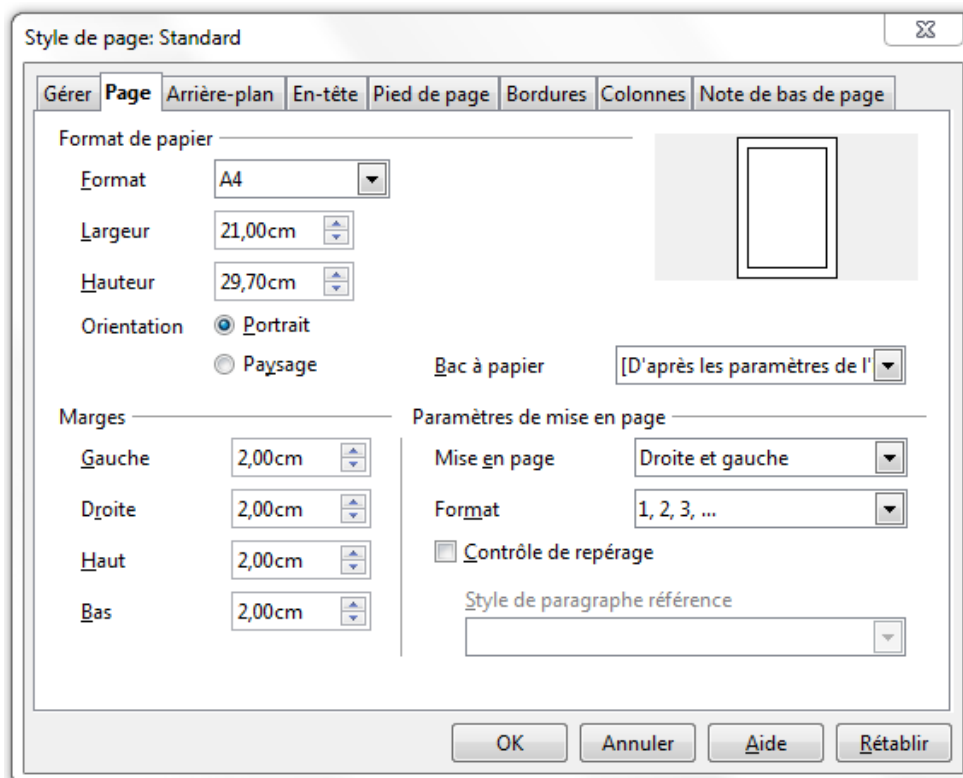 Style de page: Standard
Gérer Page Arrière-plan En-tête Pied de page Bordures Colonnes Note de bas de page
Format de papier
Format A4
Largeur 21,00cm
Hauteur 29,70cm
Orientation Portrait
Paysage
Bac à papier [D'après les paramètres de l'
Marges
Gauche 2,00cm
Droite 2,00cm
Haut 2,00cm
Bas 2,00cm
Paramètres de mise en page
Mise en page Droite et gauche
Format 1, 2, 3, ...
Contrôle de repérage
Style de paragraphe référence
OK Annuler Aide Rétablir